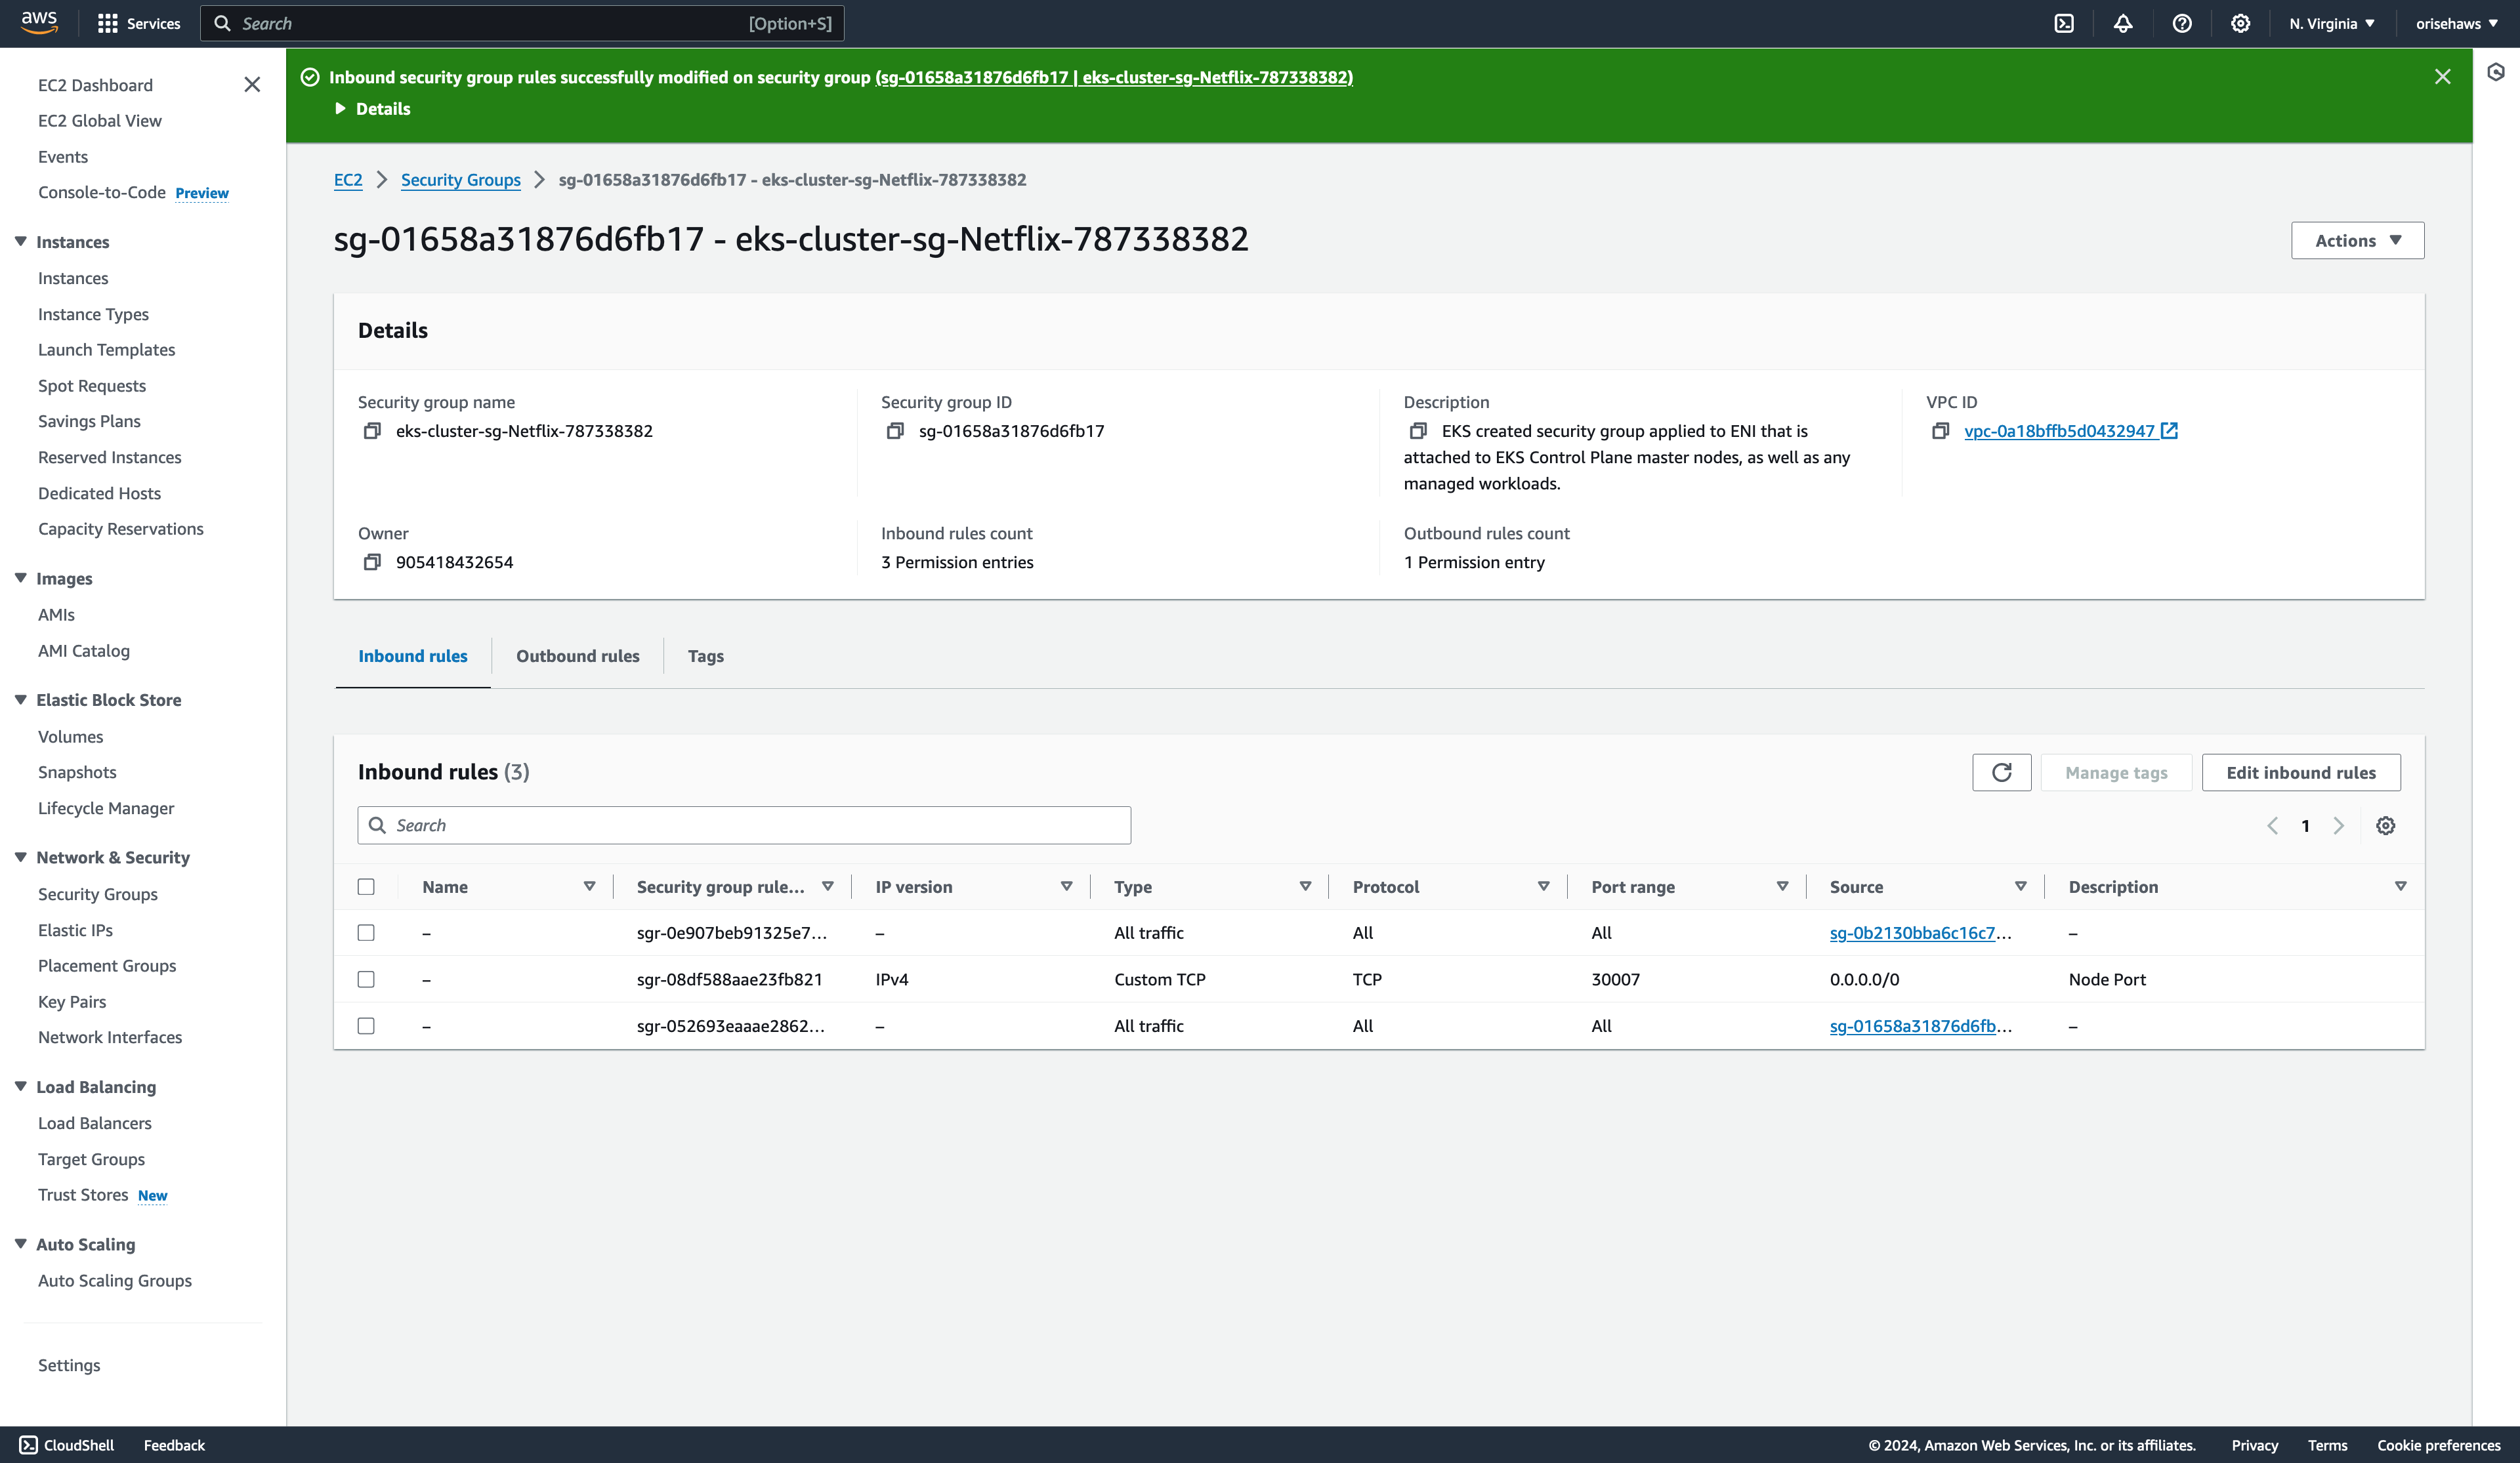 aws
Services
Search
[Option+S]
N. Virginia
orisehaws
EC2 Dashboard
EC2 Global View
Events
Console-to-Code Preview
Instances
Instances
Instance Types
Launch Templates
Spot Requests
Savings Plans
Reserved Instances
Dedicated Hosts
Capacity Reservations
Images
AMIs
AMI Catalog
Elastic Block Store
Volumes
Snapshots
Lifecycle Manager
Network & Security
Security Groups
Elastic IPs
Placement Groups
Key Pairs
Network Interfaces
Load Balancing
Load Balancers
Target Groups
Trust Stores New
Auto Scaling
Auto Scaling Groups
Settings
Inbound security group rules successfully modified on security group (sg-01658a31876d6fb17 | eks-cluster-sg-Netflix-787338382)
Details
EC2 > Security Groups > sg-01658a31876d6fb17 - eks-cluster-sg-Netflix-787338382
sg-01658a31876d6fb17 - eks-cluster-sg-Netflix-787338382
Actions
Details
Security group name
eks-cluster-sg-Netflix-787338382
Security group ID
sg-01658a31876d6fb17
Description
EKS created security group applied to ENI that is
attached to EKS Control Plane master nodes, as well as any
managed workloads.
VPC ID
vpc-0a18bffb5d0432947
Owner
905418432654
Inbound rules count
3 Permission entries
Outbound rules count
1 Permission entry
Inbound rules
Outbound rules
Tags
Inbound rules (3)
Manage tags
Edit inbound rules
Search
1
Name Security group rule... IP version Type Protocol Port range Source Description
– sgr-0e907beb91325e7... – All traffic All All sg-0b2130bba6c16c7... –
– sgr-08df588aae23fb821 IPv4 Custom TCP TCP 30007 0.0.0.0/0 Node Port
– sgr-052693eaaae2862... – All traffic All All sg-01658a31876d6fb... –
CloudShell
Feedback
© 2024, Amazon Web Services, Inc. or its affiliates.
Privacy
Terms
Cookie preferences